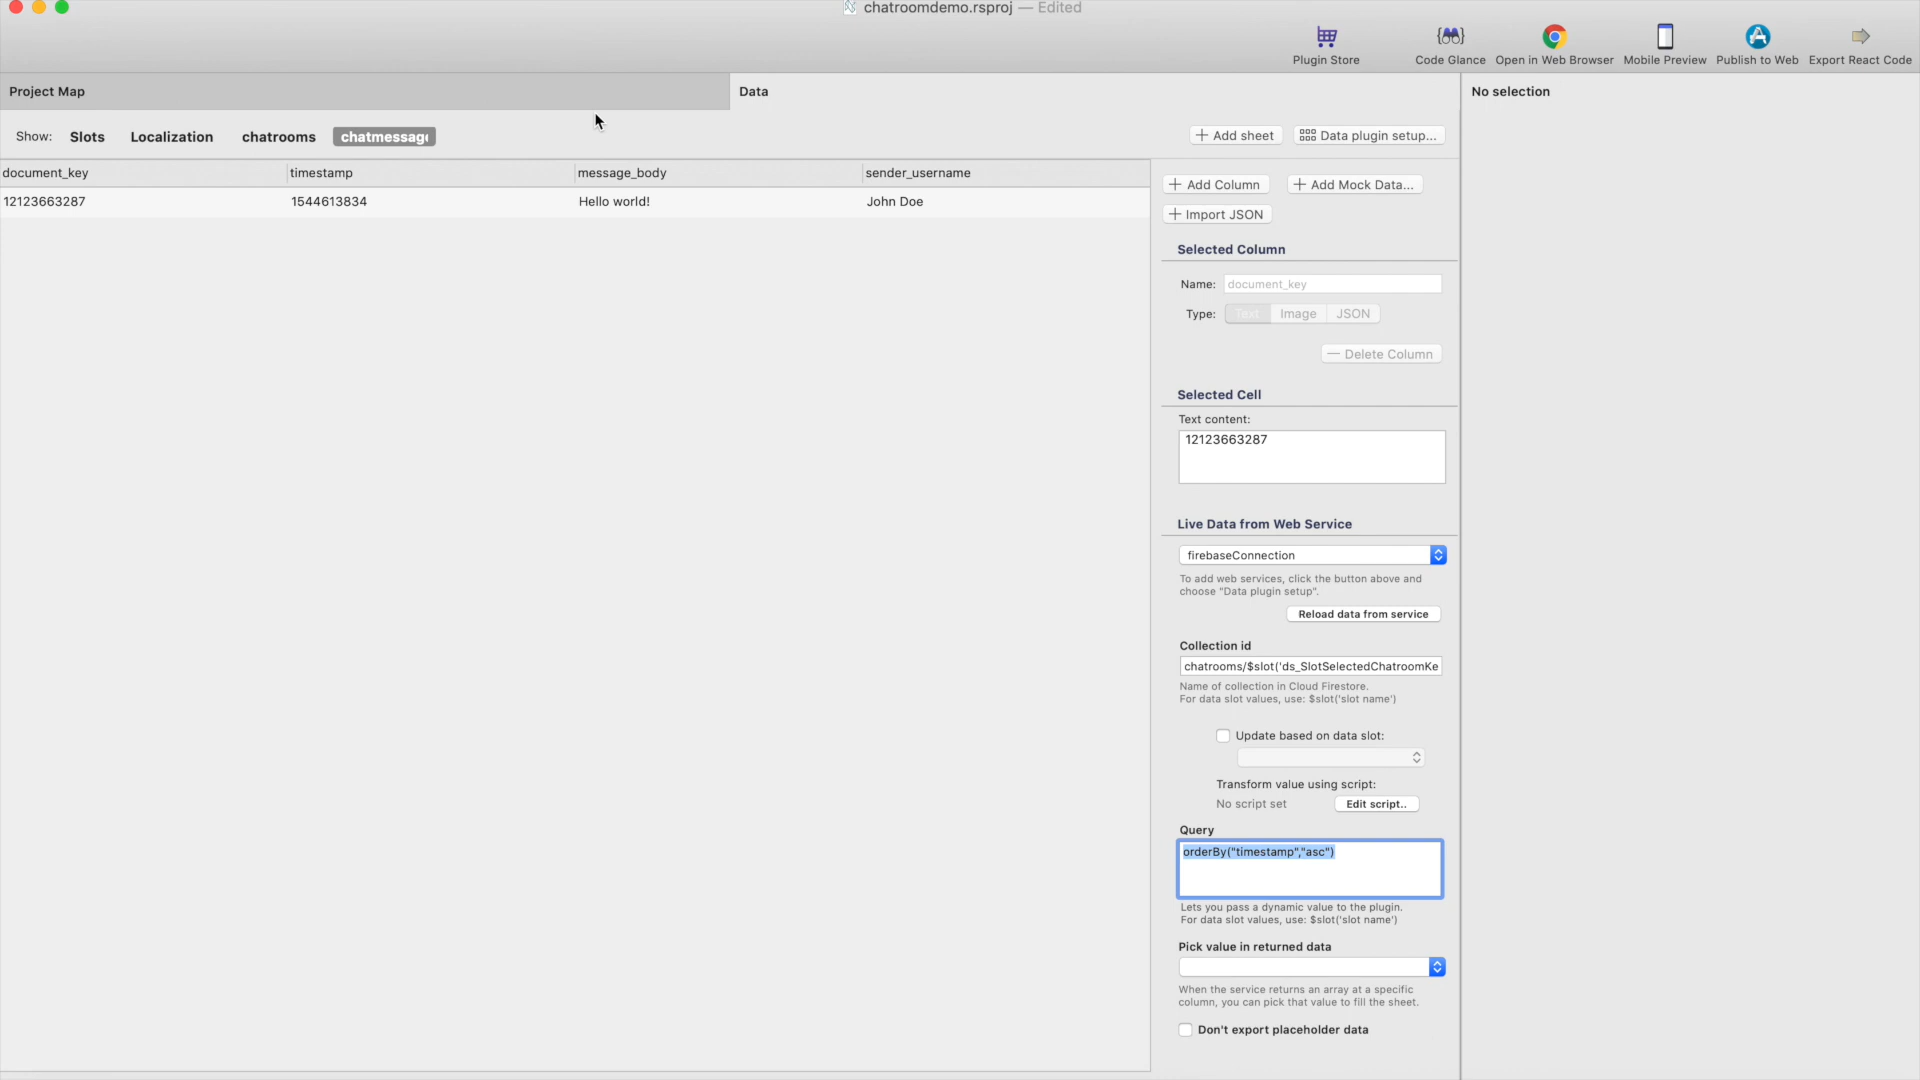 chatroomdemo.rsproj — Edited
Plugin Store
Code Glance
Open in Web Browser
Mobile Preview
Publish to Web
Export React Code
Project Map
Data
No selection
Show:
Slots
Localization
chatrooms
chatmessag
+ Add sheet
Data plugin setup...
document_key
timestamp
message_body
sender_username
12123663287
1544613834
Hello world!
John Doe
+ Add Column
+ Add Mock Data...
+ Import JSON
Selected Column
Name:
document_key
Type:
Text
Image
JSON
— Delete Column
Selected Cell
Text content:
12123663287
Live Data from Web Service
firebaseConnection
To add web services, click the button above and
choose "Data plugin setup".
Reload data from service
Collection id
chatrooms/$slot('ds_SlotSelectedChatroomKe
Name of collection in Cloud Firestore.
For data slot values, use: $slot('slot name')
Update based on data slot:
Transform value using script:
No script set
Edit script..
Query
orderBy("timestamp","asc")
Lets you pass a dynamic value to the plugin.
For data slot values, use: $slot('slot name')
Pick value in returned data
When the service returns an array at a specific
column, you can pick that value to fill the sheet.
Don't export placeholder data